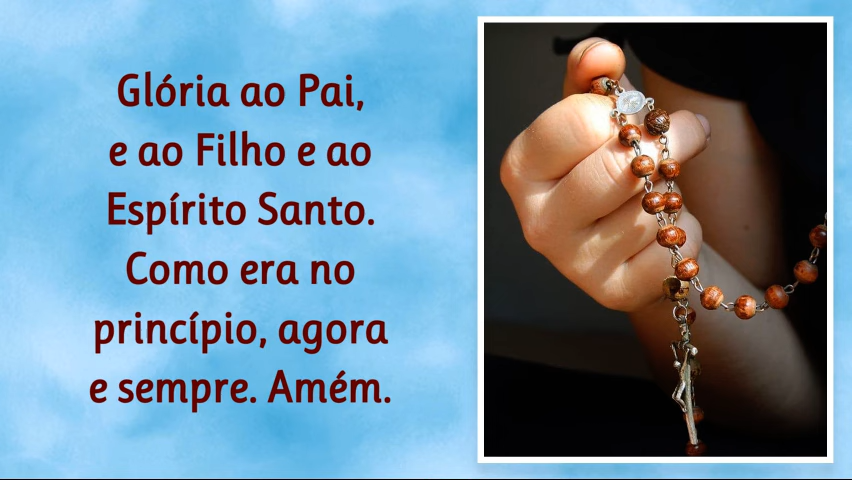 Glória ao Pai,
e ao Filho e ao
Espírito Santo.
Como era no
princípio, agora
e sempre. Amém.